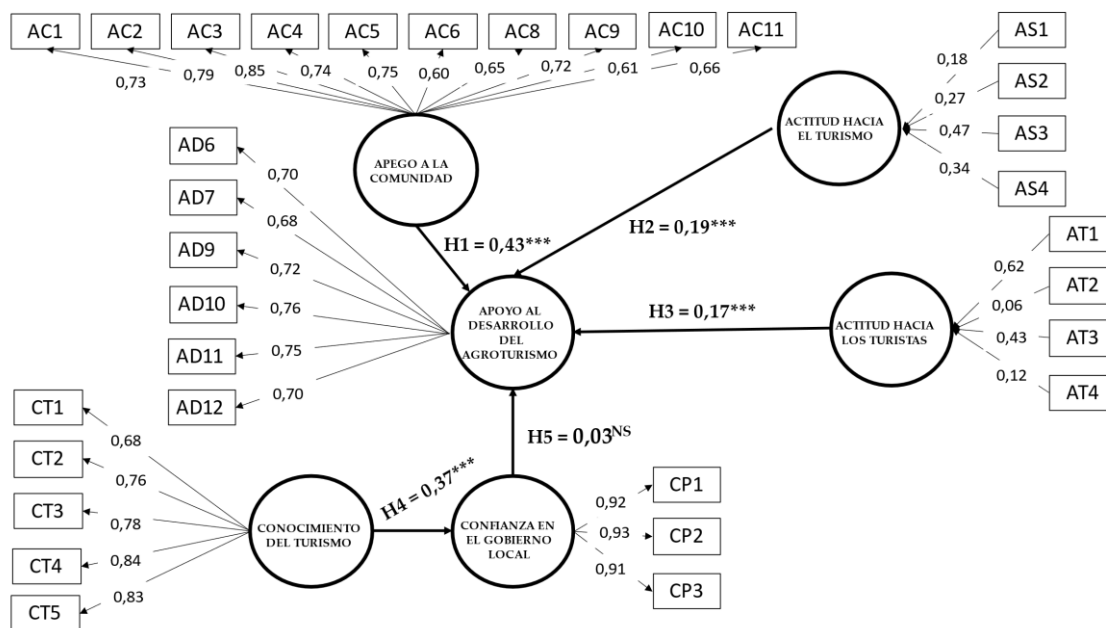 AC1 AC2 AC3 AC4 AC5 AC6 AC8 AC9 AC10 AC11
0,73 0,79 0,85 0,74 0,75 0,60 0,65 0,72 0,61 0,66
APEGO A LA
COMUNIDAD
ACTITUD HACIA
EL TURISMO
0,18 AS1
0,27 AS2
0,47 AS3
0,34 AS4
AD6 0,70
AD7 0,68
AD9 0,72
AD10 0,76
AD11 0,75
AD12 0,70
H1 = 0,43***
H2 = 0,19***
APOYO AL
DESARROLLO
DEL
AGROTURISMO
H3 = 0,17***
ACTITUD HACIA
LOS TURISTAS
0,62 AT1
0,06 AT2
0,43 AT3
0,12 AT4
H5 = 0,03NS
CT1 0,68
CT2 0,76
CT3 0,78
CT4 0,84
CT5 0,83
CONOCIMIENTO
DEL TURISMO
H4 = 0,37***
CONFIANZA EN
EL GOBIERNO
LOCAL
0,92 CP1
0,93 CP2
0,91 CP3